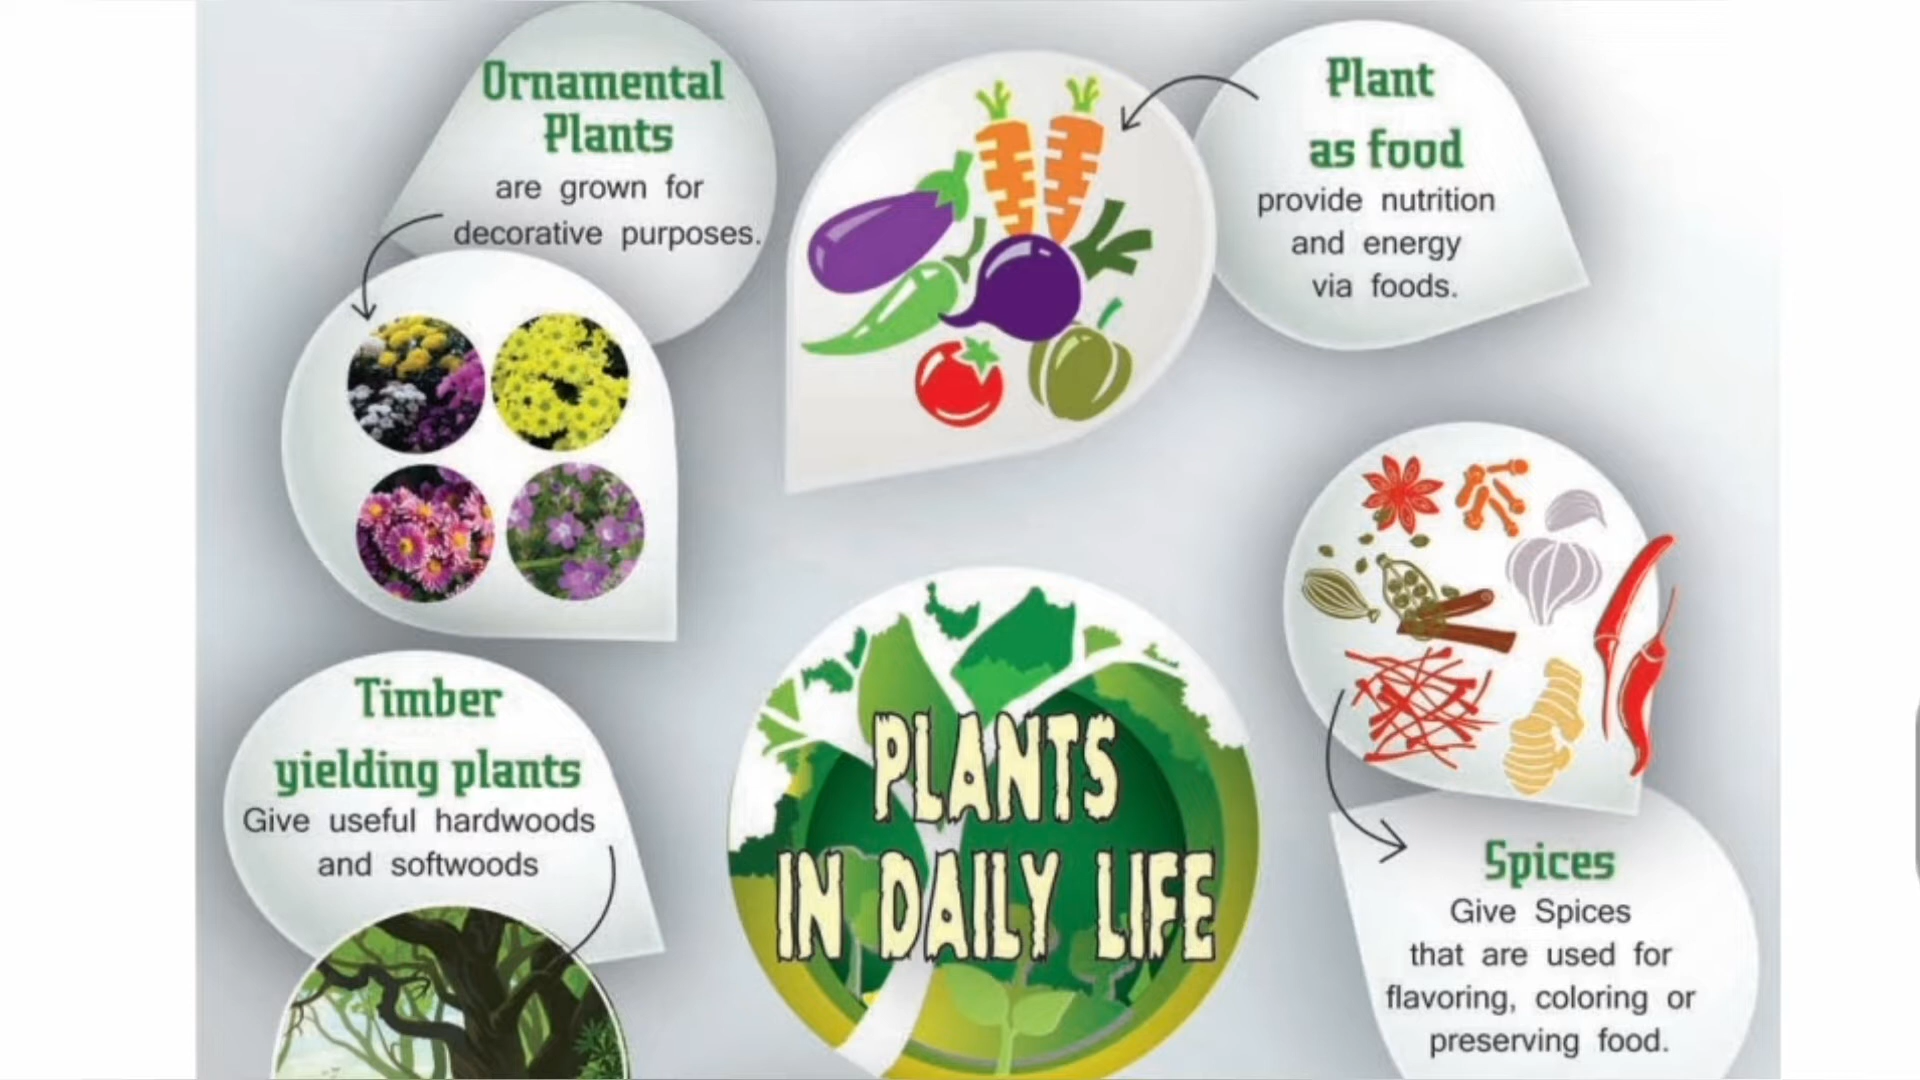 Ornamental
Plants
are grown for
decorative purposes.
Plant
as food
provide nutrition
and energy
via foods.
Timber
yielding plants
Give useful hardwoods
and softwoods
PLANTS
IN DAILY LIFE
Spices
Give Spices
that are used for
flavoring, coloring or
preserving food.